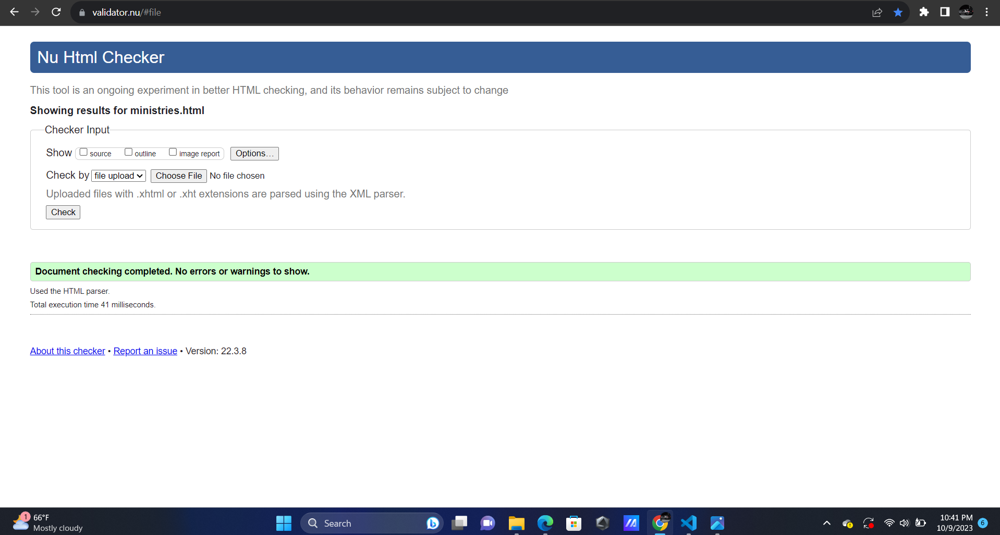 validator.nu/#file
Nu Html Checker
This tool is an ongoing experiment in better HTML checking, and its behavior remains subject to change
Showing results for ministries.html
Checker Input
Show source outline image report Options…
Check by file upload Choose File No file chosen
Uploaded files with .xhtml or .xht extensions are parsed using the XML parser.
Check
Document checking completed. No errors or warnings to show.
Used the HTML parser.
Total execution time 41 milliseconds.
About this checker • Report an issue • Version: 22.3.8
1
66°F
Mostly cloudy
Search
10:41 PM
10/9/2023
6